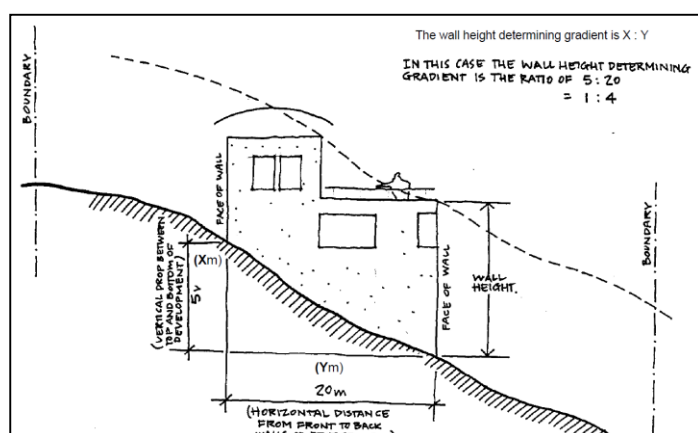 The wall height determining gradient is X : Y
IN THIS CASE THE WALL HEIGHT DETERMINING
GRADIENT IS THE RATIO OF 5:20
= 1:4
BOUNDARY
FACE OF WALL
(VERTICAL DROP BETWEEN
TOP AND BOTTOM OF
DEVELOPMENT)
(Xm)
5
FACE OF WALL
WALL
HEIGHT.
BOUNDARY
(Ym)
20m
(HORIZONTAL DISTANCE
FROM FRONT TO BACK